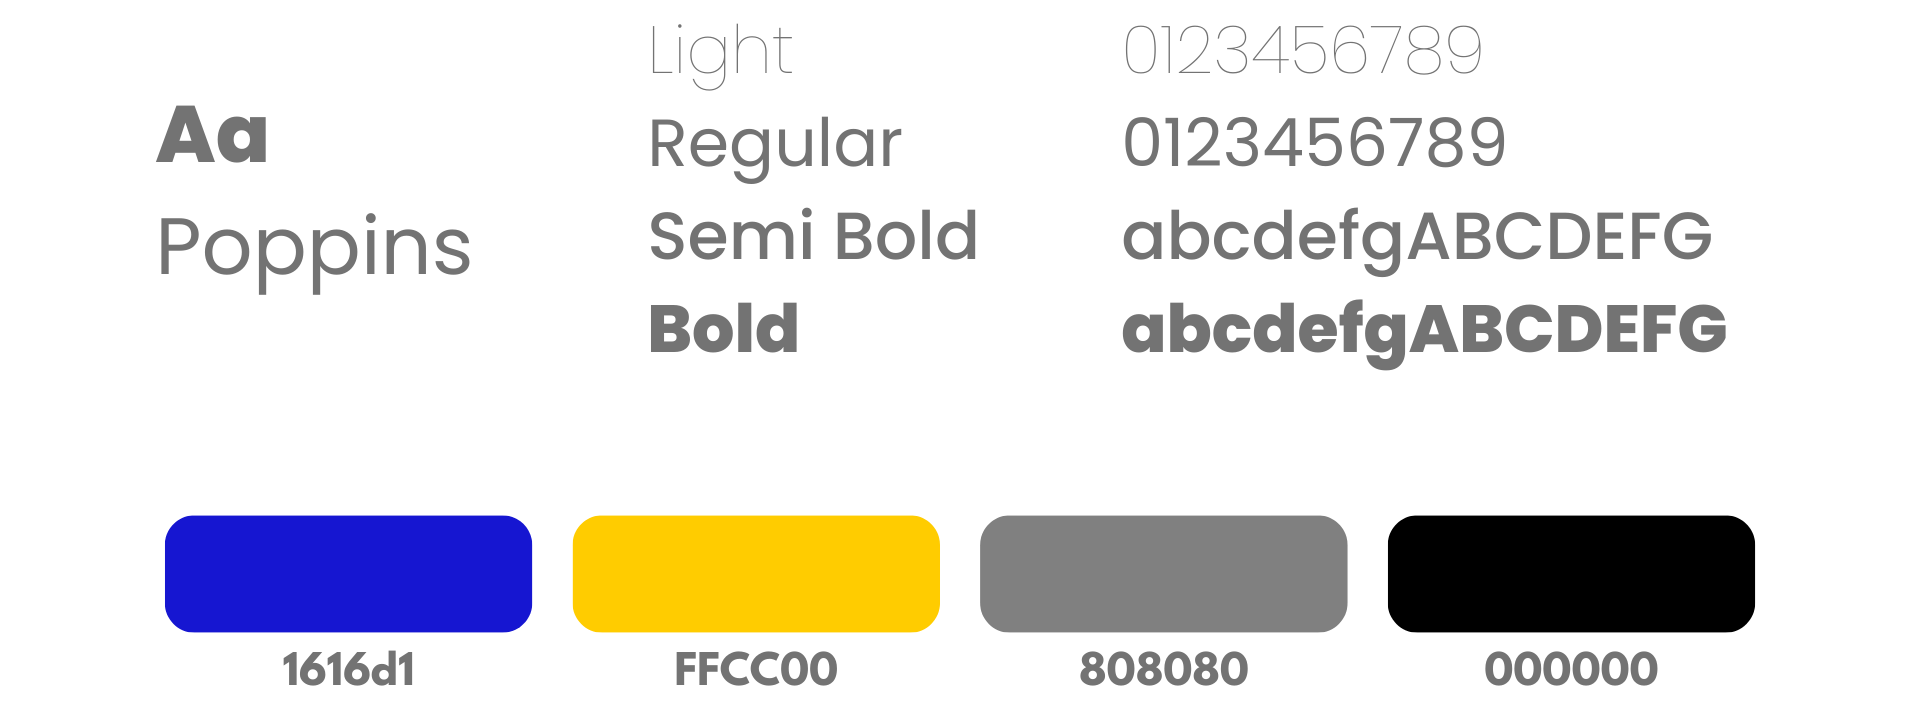 Aa
Poppins
Light
Regular
Semi Bold
Bold
0123456789
0123456789
abcdefgABCDEFG
abcdefgABCDEFG
1616d1
FFCC00
808080
000000